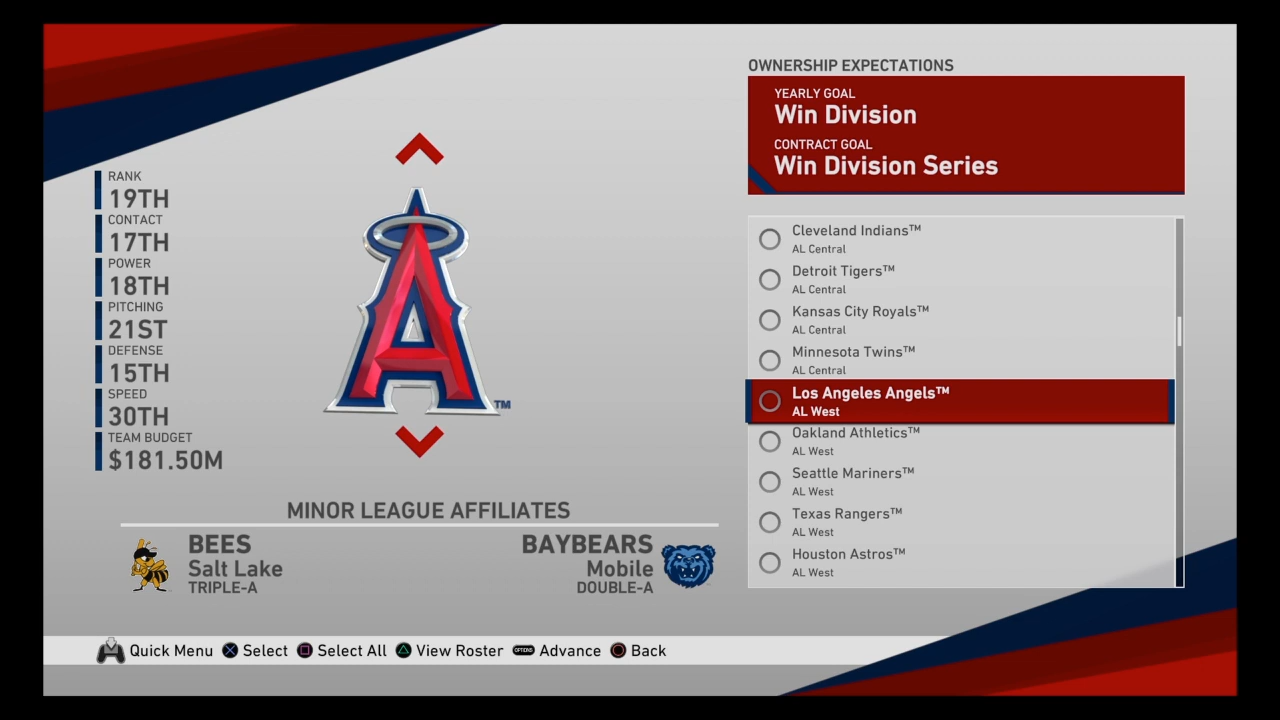 OWNERSHIP EXPECTATIONS
YEARLY GOAL
Win Division
CONTRACT GOAL
Win Division Series
RANK
19TH
CONTACT
17TH
POWER
18TH
PITCHING
21ST
DEFENSE
15TH
SPEED
30TH
TEAM BUDGET
$181.50M
A
TM
Cleveland Indians™
AL Central
Detroit Tigers™
AL Central
Kansas City Royals™
AL Central
Minnesota Twins™
AL Central
Los Angeles Angels™
AL West
Oakland Athletics™
AL West
Seattle Mariners™
AL West
Texas Rangers™
AL West
Houston Astros™
AL West
MINOR LEAGUE AFFILIATES
BEES
Salt Lake
TRIPLE-A
BAYBEARS
Mobile
DOUBLE-A
Quick Menu Select Select All View Roster OPTIONS Advance Back